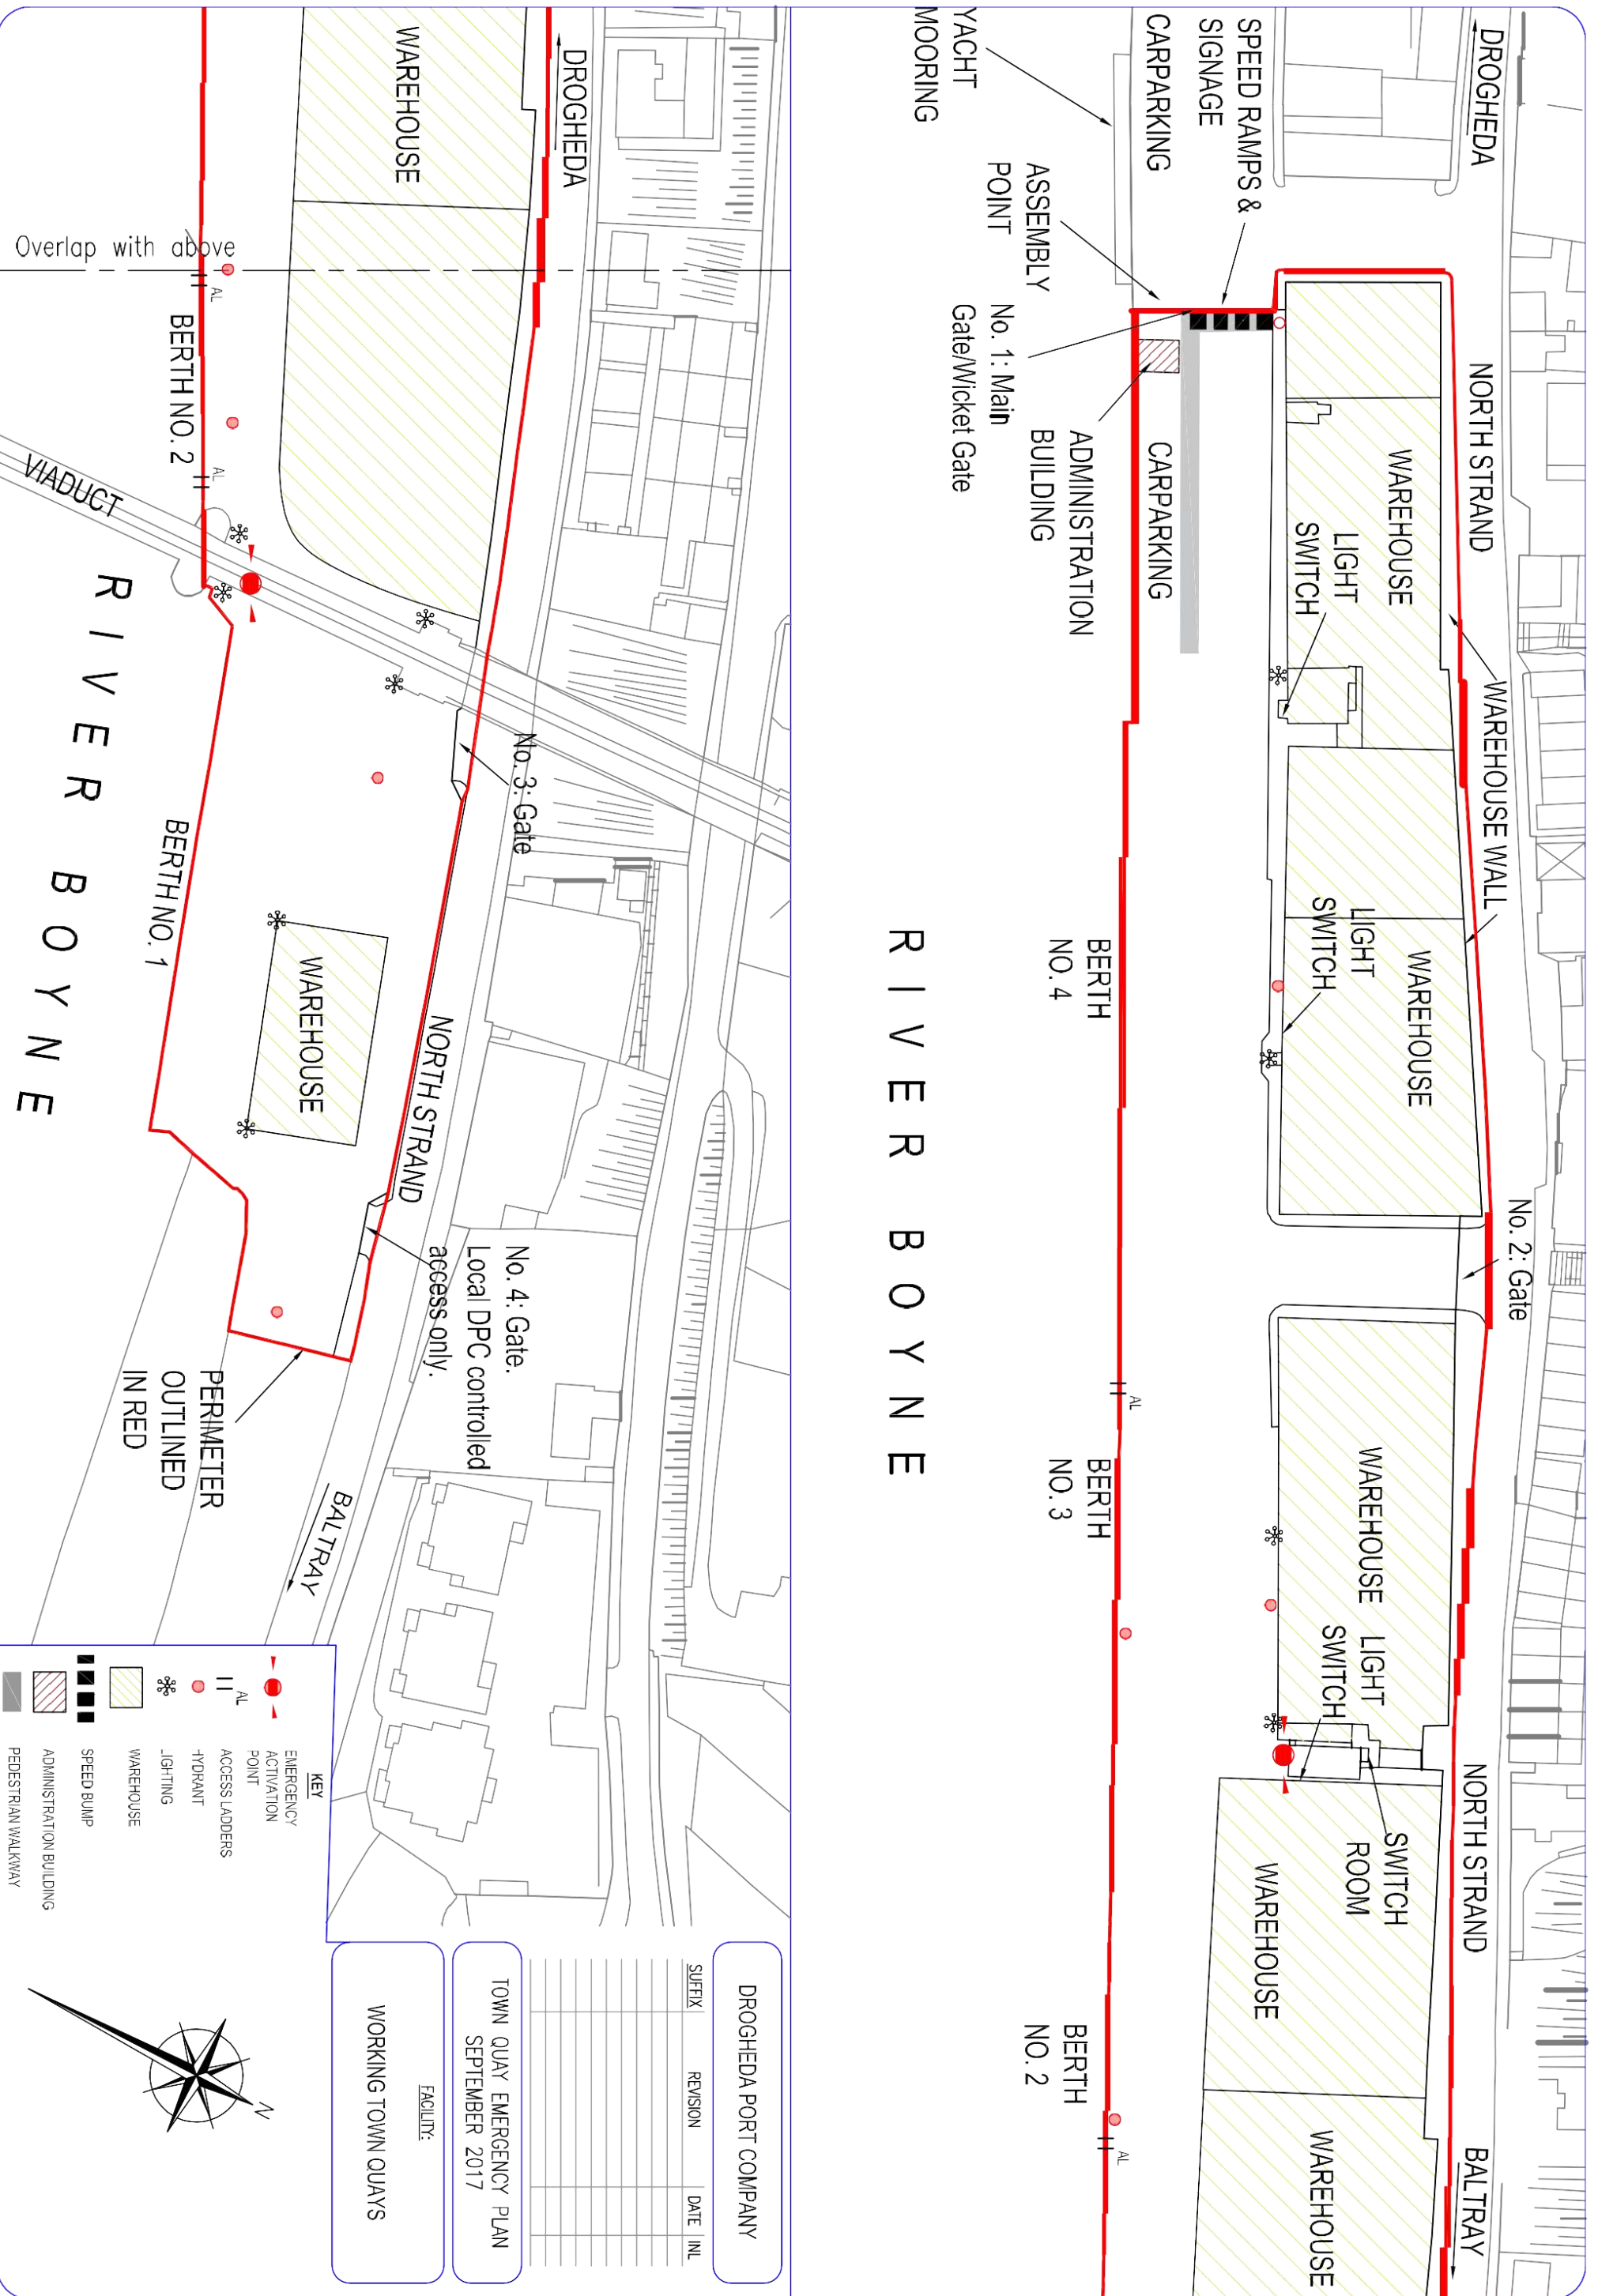 DROGHEDA
NORTH STRAND
WAREHOUSE WALL
No. 2: Gate
NORTH STRAND
BALTRAY
SPEED RAMPS &
SIGNAGE
CARPARKING
YACHT
MOORING
ASSEMBLY
POINT
No. 1: Main
Gate/Wicket Gate
ADMINISTRATION
BUILDING
CARPARKING
WAREHOUSE
LIGHT
SWITCH
WAREHOUSE
LIGHT
SWITCH
WAREHOUSE
LIGHT
SWITCH
SWITCH
ROOM
WAREHOUSE
WAREHOUSE
BERTH
NO. 4
AL
BERTH
NO. 3
BERTH
NO. 2
AL
RIVER BOYNE
DROGHEDA
WAREHOUSE
Overlap with above
AL
BERTH NO. 2
AL
VIADUCT
RIVER BOYNE
No. 3: Gate
BERTH NO. 1
WAREHOUSE
NORTH STRAND
No. 4: Gate.
Local DPC controlled
access only.
PERIMETER
OUTLINED
IN RED
BALTRAY
KEY
EMERGENCY
ACTIVATION
POINT
AL
ACCESS LADDERS
HYDRANT
LIGHTING
WAREHOUSE
SPEED BUMP
ADMINISTRATION BUILDING
PEDESTRIAN WALKWAY
DROGHEDA PORT COMPANY
SUFFIX REVISION DATE INL
TOWN QUAY EMERGENCY PLAN
SEPTEMBER 2017
FACILITY:
WORKING TOWN QUAYS
N